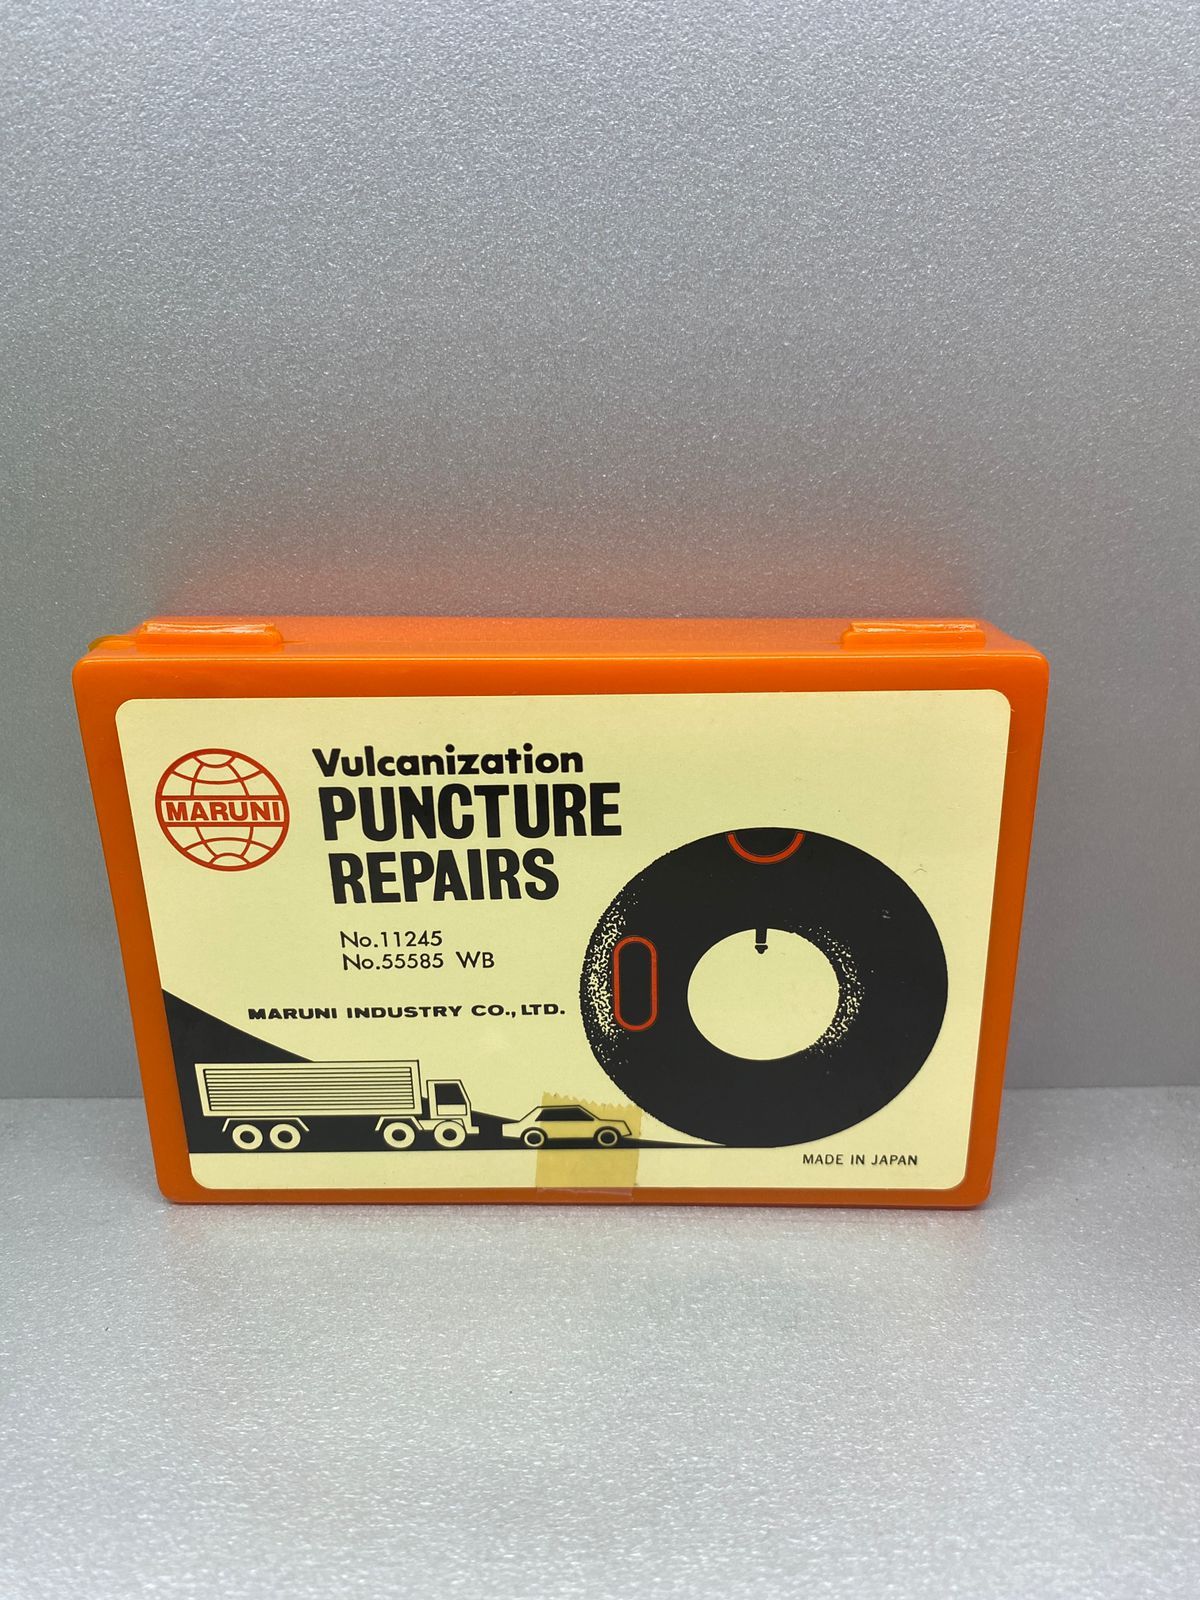 MARUNI
Vulcanization
PUNCTURE
REPAIRS
No.11245
No.55585 WB
MARUNI INDUSTRY CO., LTD.
MADE IN JAPAN